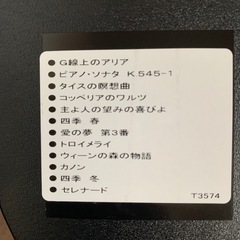 ●G線上のアリア
●ピアノ・ソナタ K.545-1
●タイスの瞑想曲
●コッペリアのワルツ
●主よ人の望みの喜びよ
●四季 春
●愛の夢 第3番
●トロイメライ
●ウィーンの森の物語
●カノン
●四季 冬
●セレナード
T3574